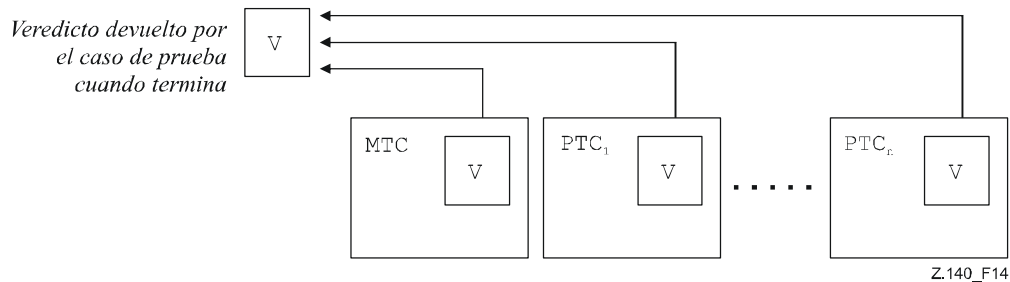 Veredicto devuelto por
el caso de prueba
cuando termina
V
MTC
V
PTC₁
V
PTCₙ
V
Z.140_F14